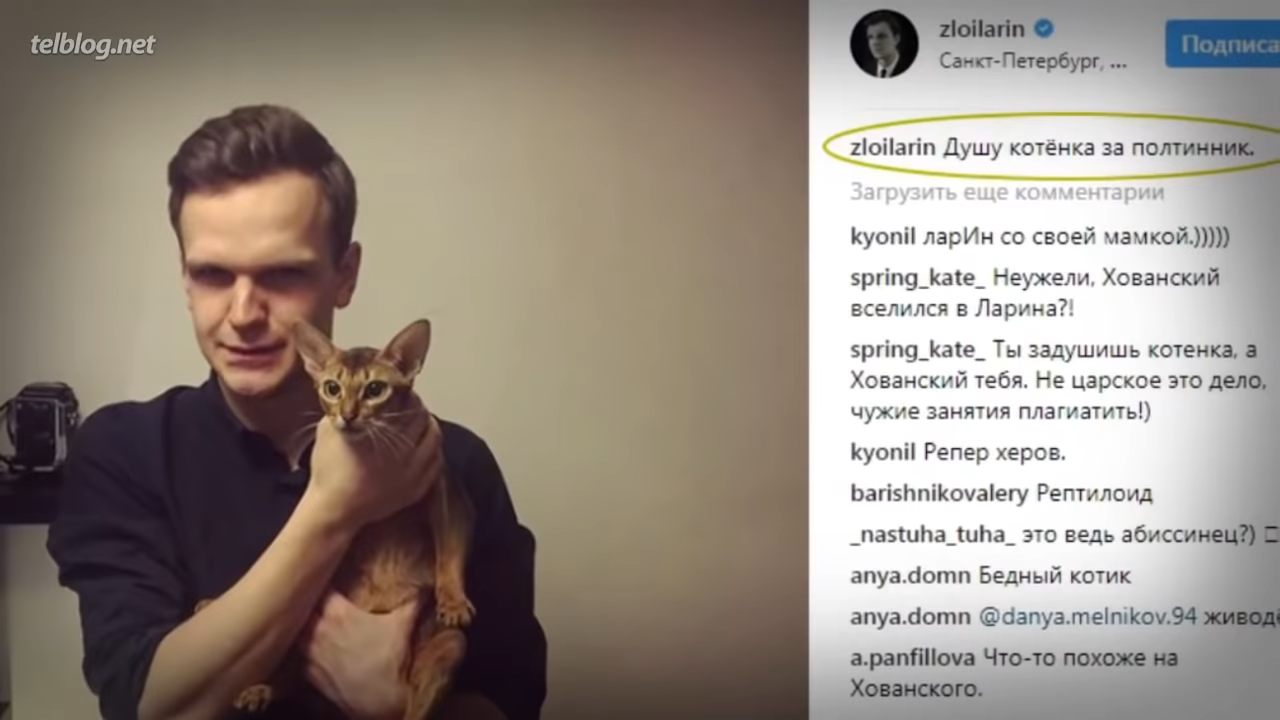 telblog.net
zloilarin
Санкт-Петербург, ...
Подписа
zloilarin Душу котёнка за полтинник.
Загрузить еще комментарии
kyonil ларИн со своей мамкой.)))))
spring_kate_ Неужели, Хованский
вселился в Ларина?!
spring_kate_ Ты задушишь котенка, а
Хованский тебя. Не царское это дело,
чужие занятия плагиатить!)
kyonil Репер херов.
barishnikovalery Рептилоид
_nastuha_tuha_ это ведь абиссинец?)
anya.domn Бедный котик
anya.domn @danya.melnikov.94 живодё
a.panfillova Что-то похоже на
Хованского.